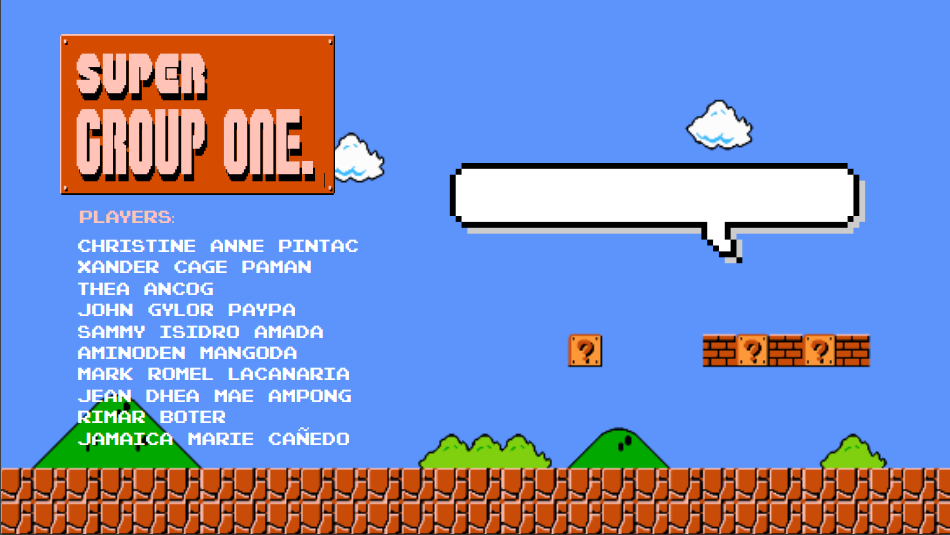 SUPER
GROUP ONE.
PLAYERS:
CHRISTINE ANNE PINTAC
XANDER CAGE PAMAN
THEA ANCOG
JOHN GYLOR PAYPA
SAMMY ISIDRO AMADA
AMINODEN MANGODA
MARK ROMEL LACANARIA
JEAN DHEA MAE AMPONG
RIMAR BOTER
JAMAICA MARIE CAÑEDO
? ? ?